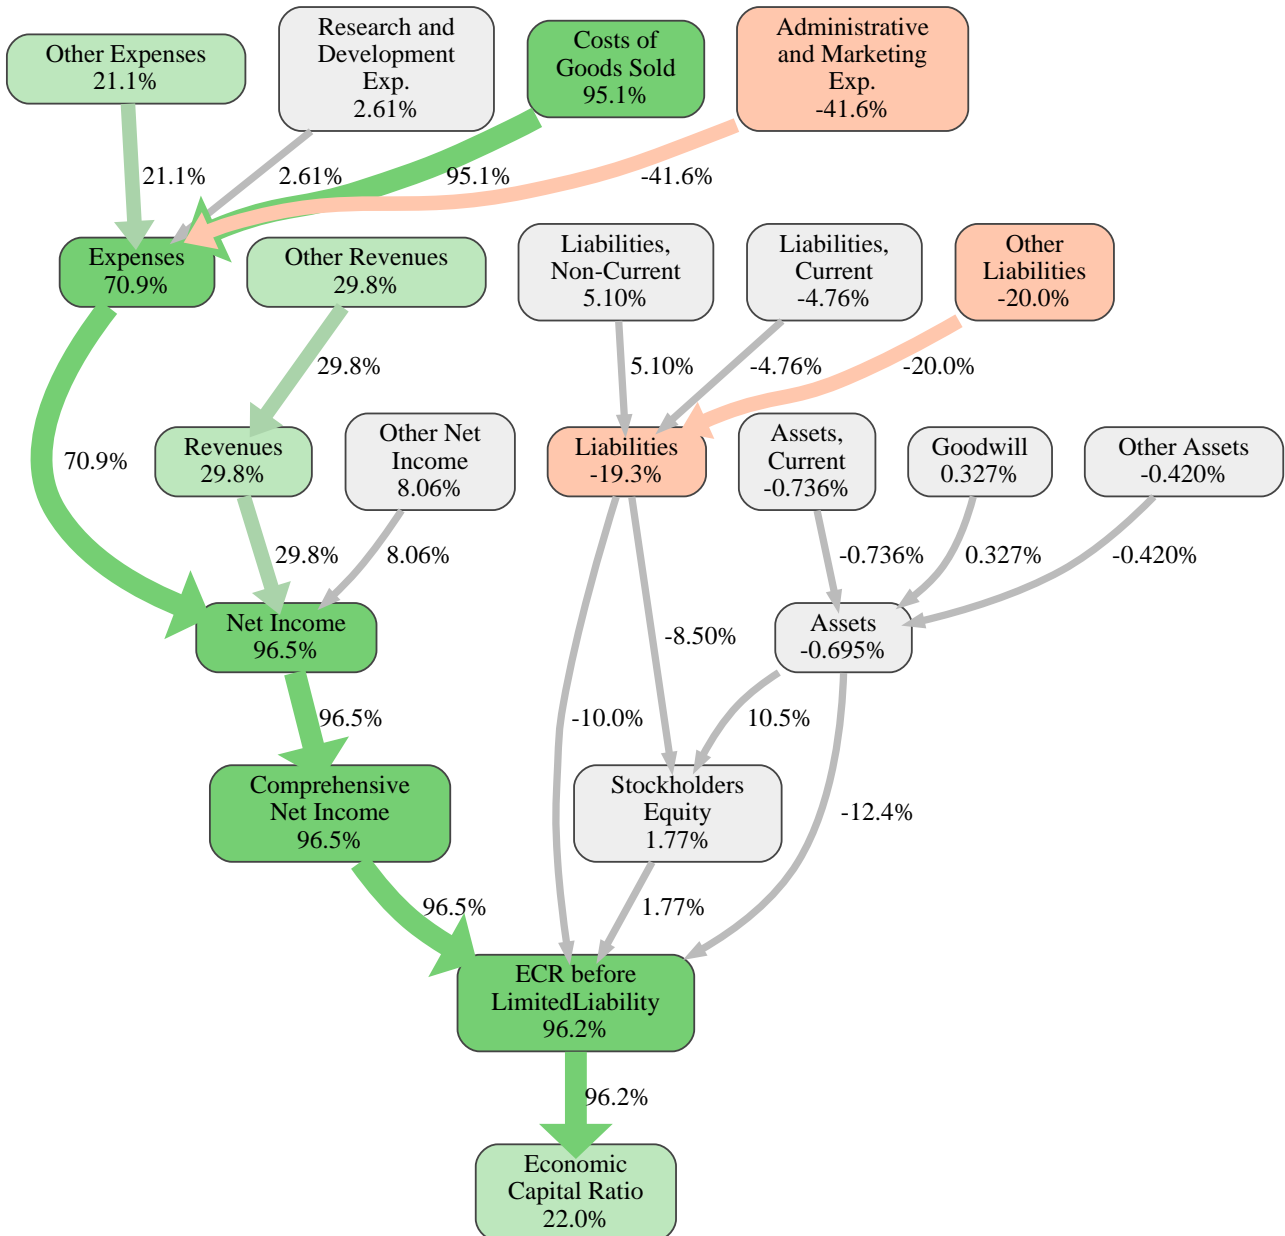 Other Expenses
21.1%
Research and
Development
Exp.
2.61%
Costs of
Goods Sold
95.1%
Administrative
and Marketing
Exp.
-41.6%
21.1%
2.61%
95.1%
-41.6%
Expenses
70.9%
Other Revenues
29.8%
Liabilities,
Non-Current
5.10%
Liabilities,
Current
-4.76%
Other
Liabilities
-20.0%
29.8%
5.10%
-4.76%
-20.0%
70.9%
Revenues
29.8%
Other Net
Income
8.06%
Liabilities
-19.3%
Assets,
Current
-0.736%
Goodwill
0.327%
Other Assets
-0.420%
29.8%
8.06%
-0.736%
0.327%
-0.420%
Net Income
96.5%
-8.50%
Assets
-0.695%
96.5%
-10.0%
10.5%
Comprehensive
Net Income
96.5%
Stockholders
Equity
1.77%
-12.4%
96.5%
1.77%
ECR before
LimitedLiability
96.2%
96.2%
Economic
Capital Ratio
22.0%